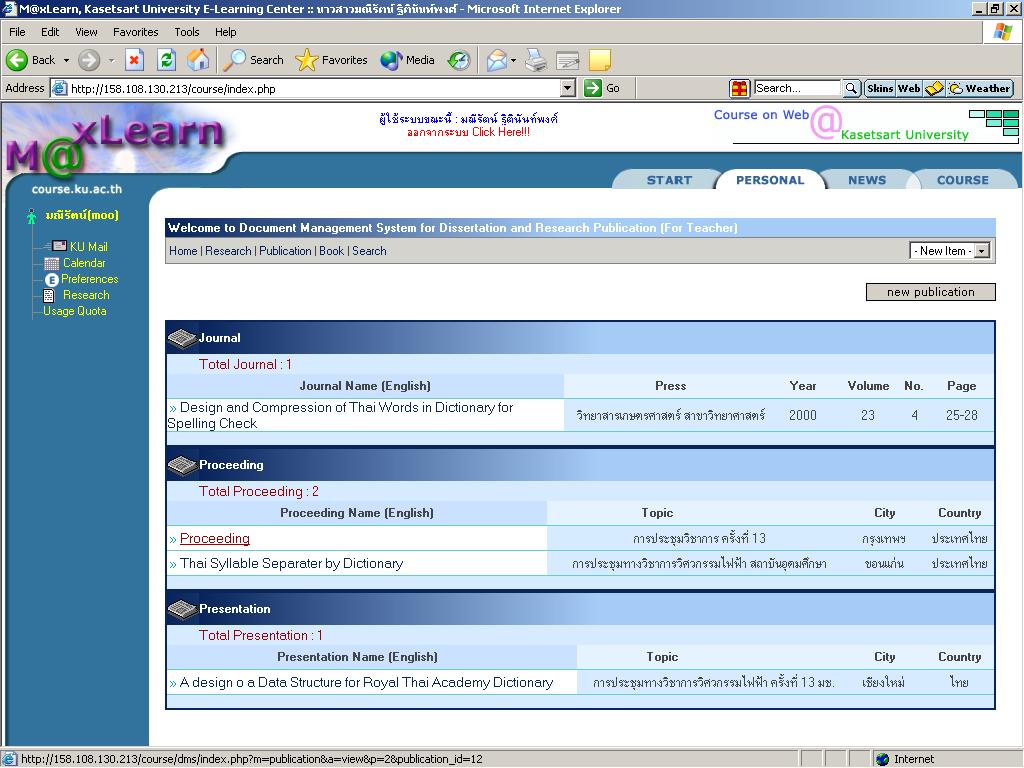 M@xLearn, Kasetsart University E-Learning Center :: นางสาวมณีรัตน์ ฐิตินันท์พงศ์ - Microsoft Internet Explorer
File Edit View Favorites Tools Help
Back Search Favorites Media
Address http://158.108.130.213/course/index.php Go Search... Skins Web Weather
M@xLearn
course.ku.ac.th
ผู้ใช้ระบบขณะนี้ : มณีรัตน์ ฐิตินันท์พงศ์
ออกจากระบบ Click Here!!!
Course on Web @ Kasetsart University
START PERSONAL NEWS COURSE
มณีรัตน์(moo)
KU Mail
Calendar
Preferences
Research
Usage Quota
Welcome to Document Management System for Dissertation and Research Publication (For Teacher)
Home | Research | Publication | Book | Search - New Item -
new publication
Journal
Total Journal : 1
Journal Name (English) Press Year Volume No. Page
» Design and Compression of Thai Words in Dictionary for
Spelling Check วิทยาสารเกษตรศาสตร์ สาขาวิทยาศาสตร์ 2000 23 4 25-28
Proceeding
Total Proceeding : 2
Proceeding Name (English) Topic City Country
» Proceeding การประชุมวิชาการ ครั้งที่ 13 กรุงเทพฯ ประเทศไทย
» Thai Syllable Separater by Dictionary การประชุมทางวิชาการวิศวกรรมไฟฟ้า สถาบันอุดมศึกษา ขอนแก่น ประเทศไทย
Presentation
Total Presentation : 1
Presentation Name (English) Topic City Country
» A design o a Data Structure for Royal Thai Academy Dictionary การประชุมทางวิชาการวิศวกรรมไฟฟ้า ครั้งที่ 13 มช. เชียงใหม่ ไทย
http://158.108.130.213/course/dms/index.php?m=publication&a=view&p=2&publication_id=12 Internet